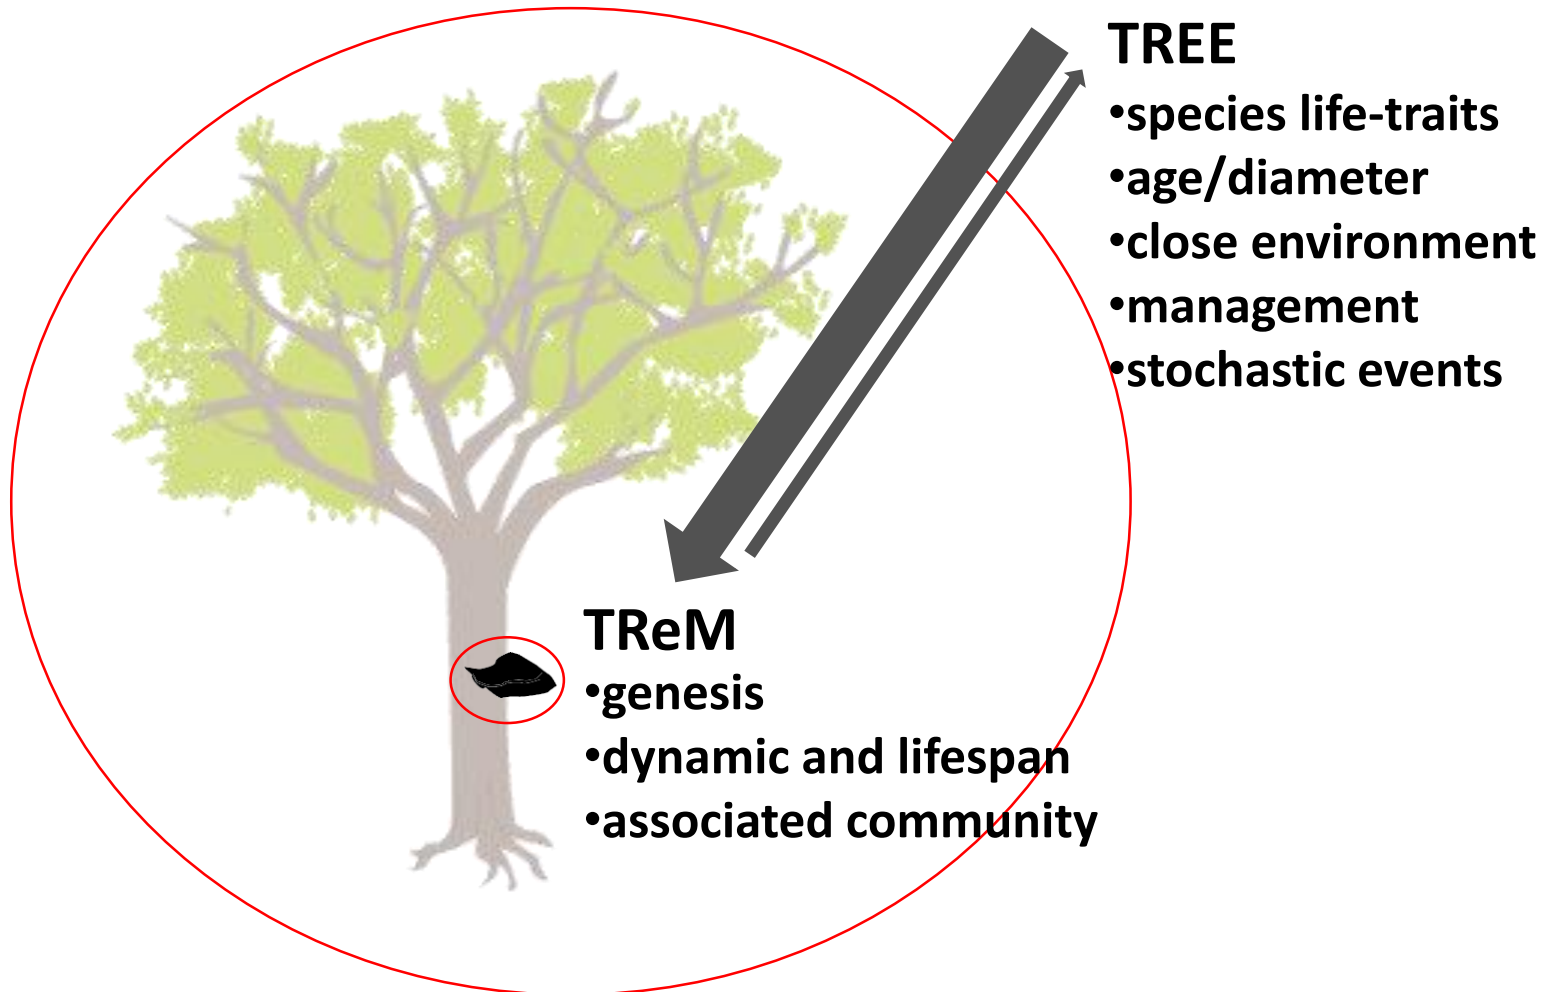 TREE
•species life-traits
•age/diameter
•close environment
•management
•stochastic events
TReM
•genesis
•dynamic and lifespan
•associated community